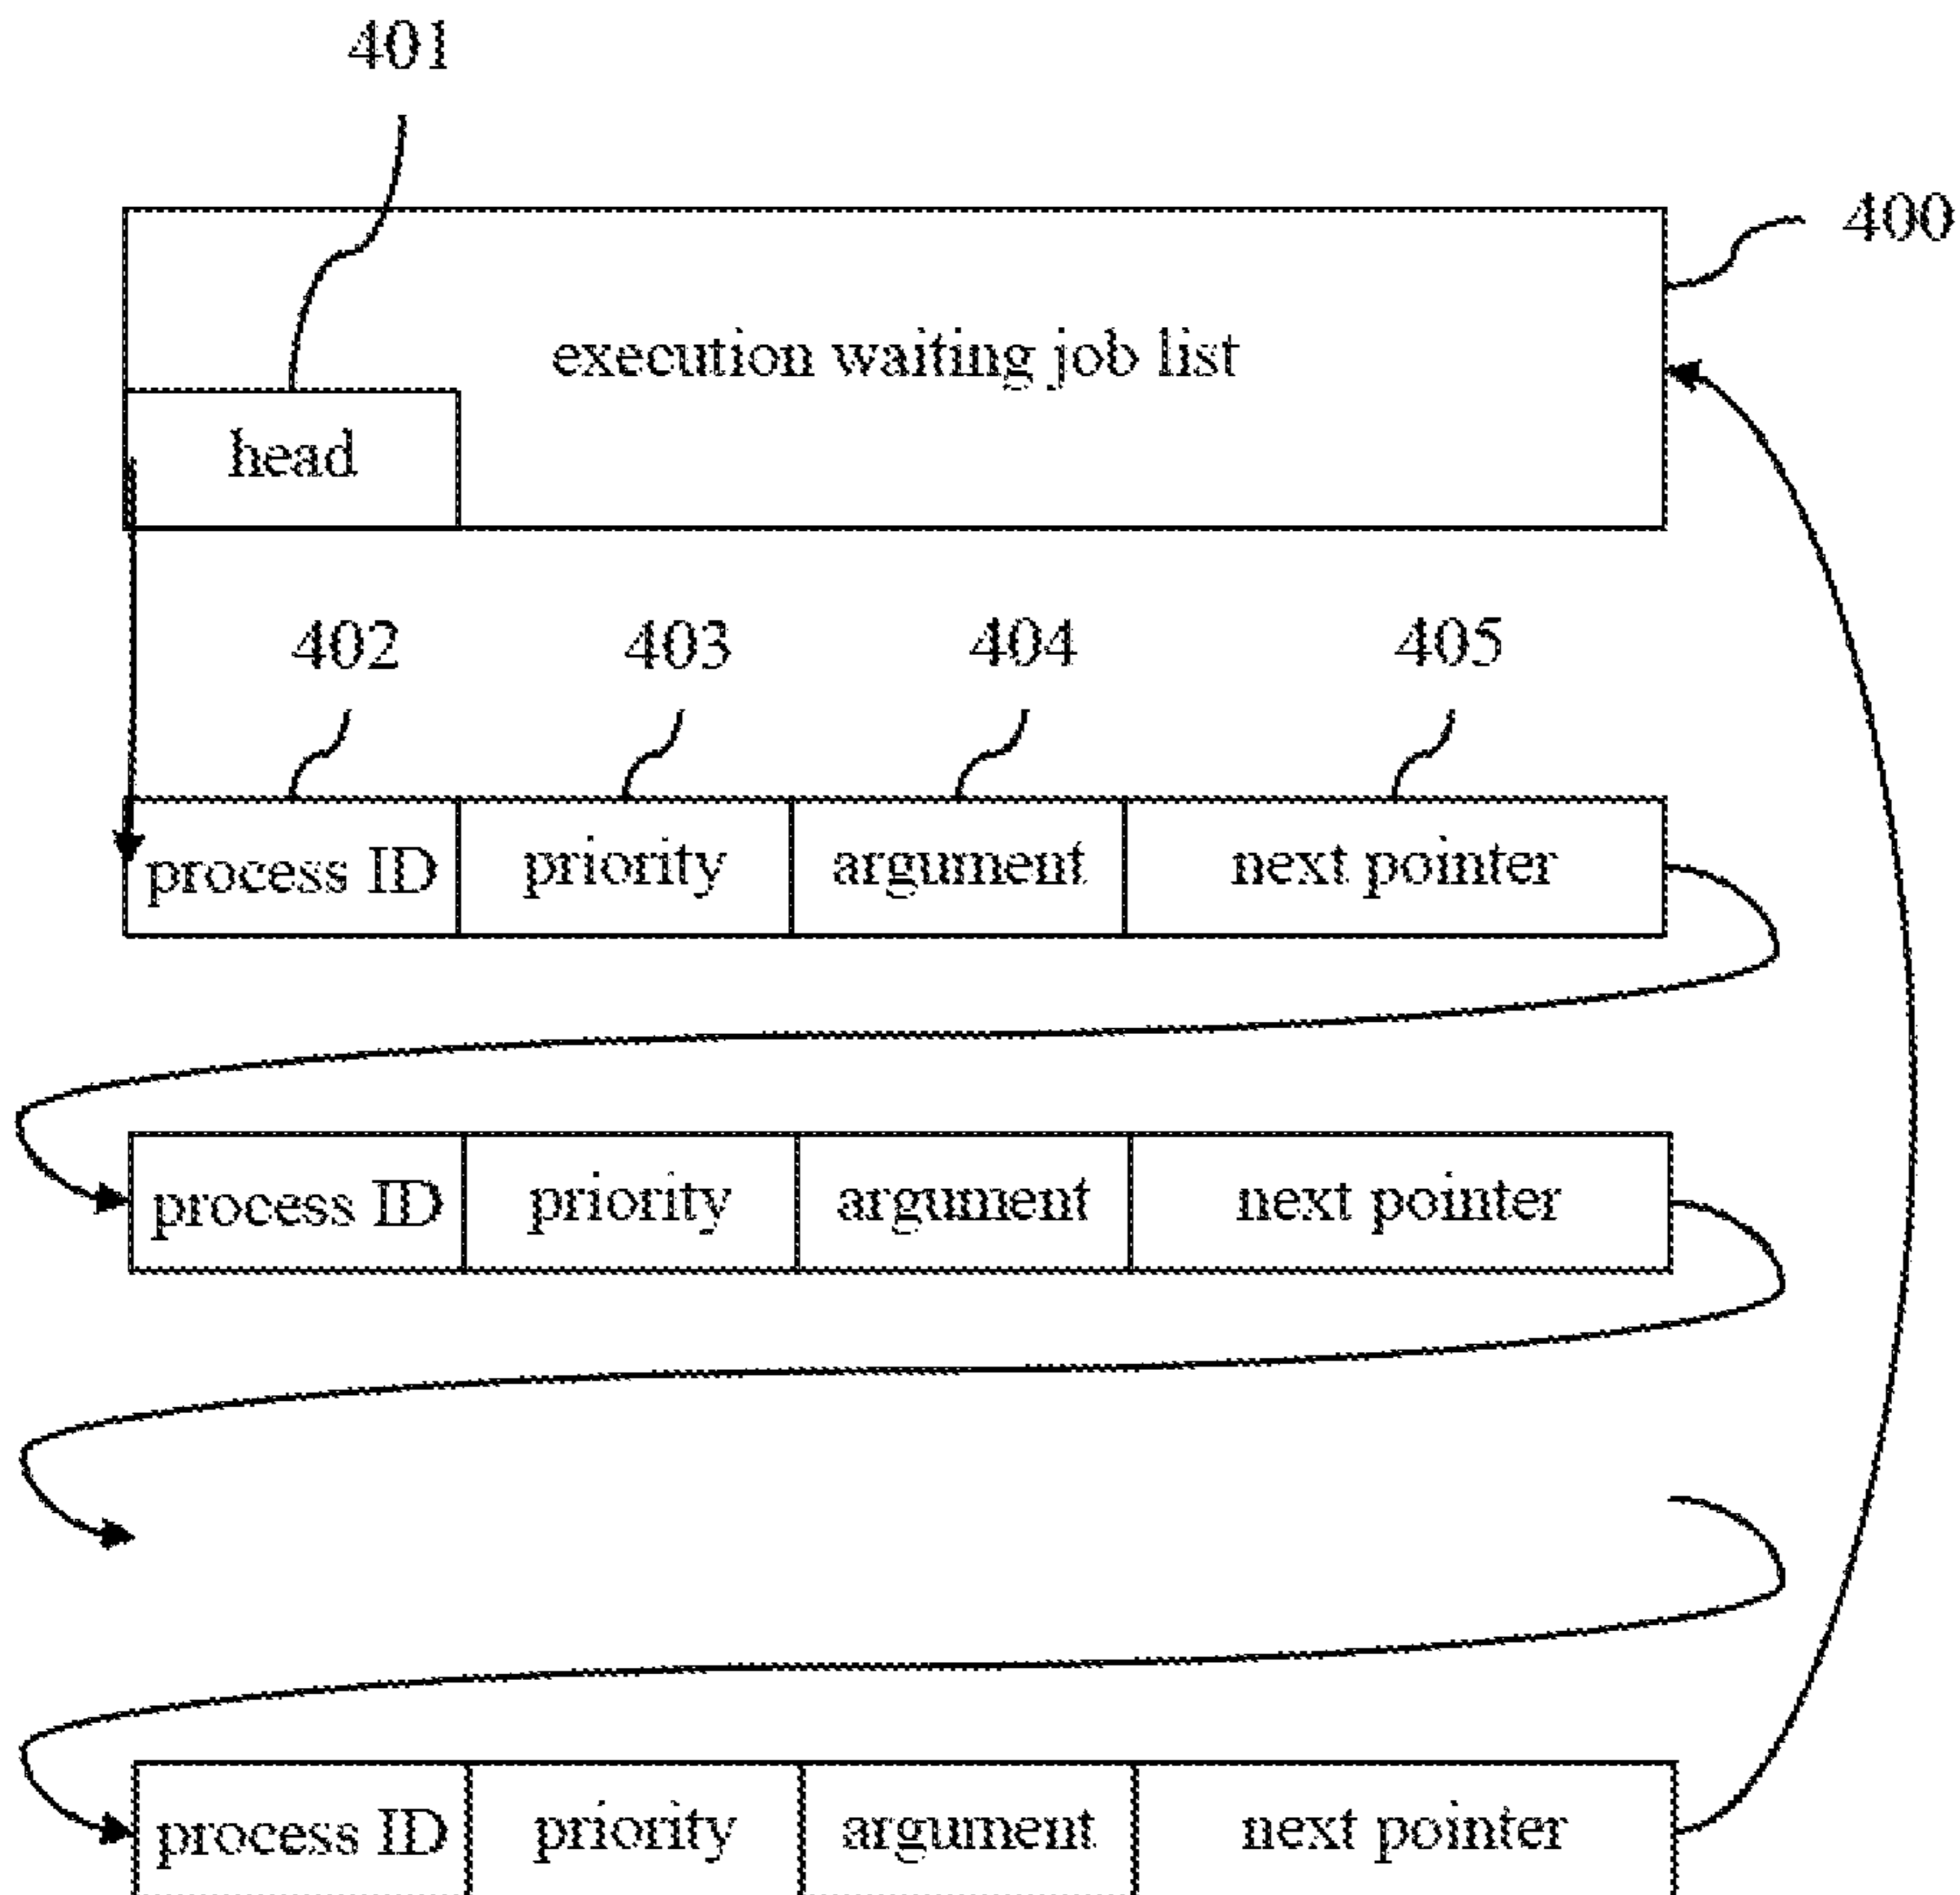 401
400
execution waiting job list
head
402 403 404 405
process ID priority argument next pointer
process ID priority argument next pointer
process ID priority argument next pointer